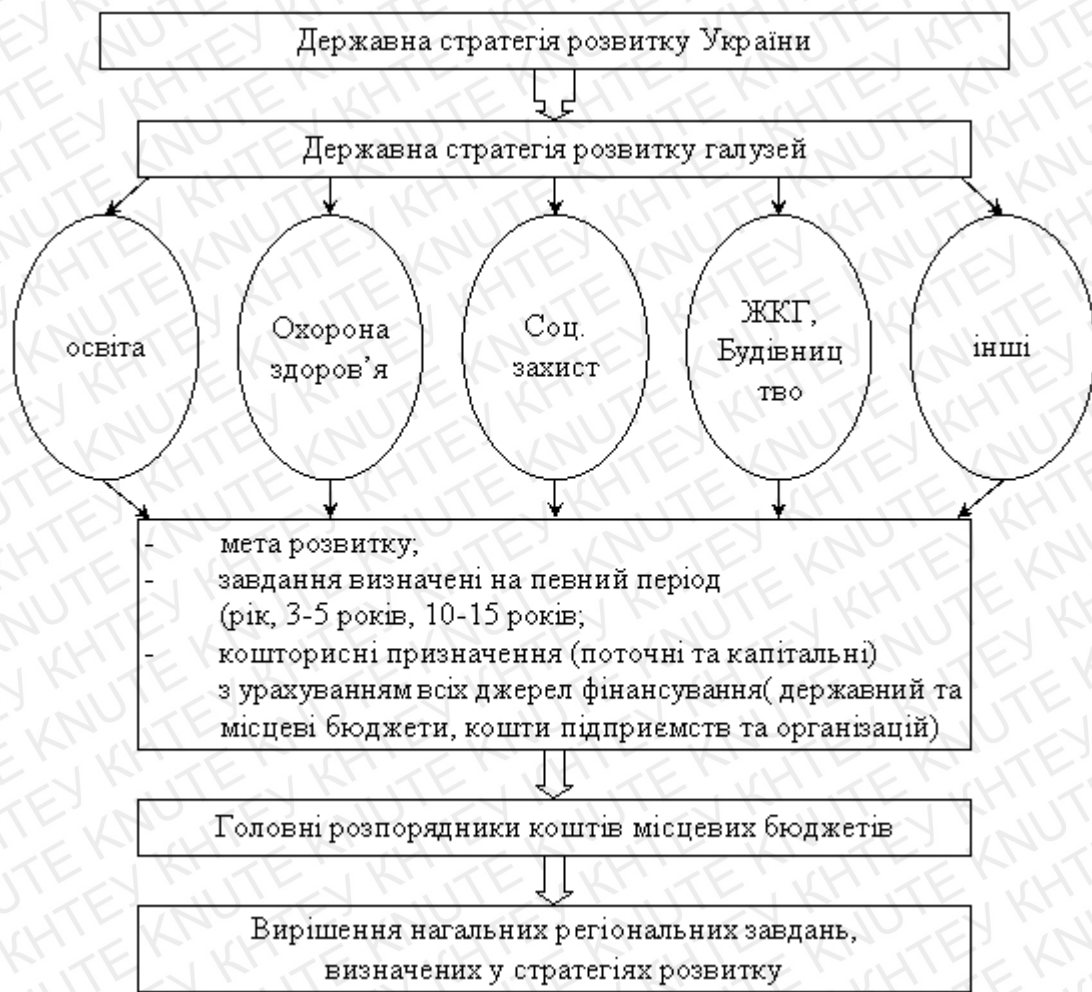 Державна стратегія розвитку України
Державна стратегія розвитку галузей
освіта
Охорона
здоров’я
Соц.
захист
ЖКГ,
Будівниц
тво
інші
- мета розвитку;
- завдання визначені на певний період
(рік, 3-5 років, 10-15 років;
- кошторисні призначення (поточні та капітальні)
з урахуванням всіх джерел фінансування( державний та
місцеві бюджети, кошти підприємств та організацій)
Головні розпорядники коштів місцевих бюджетів
Вирішення нагальних регіональних завдань,
визначених у стратегіях розвитку